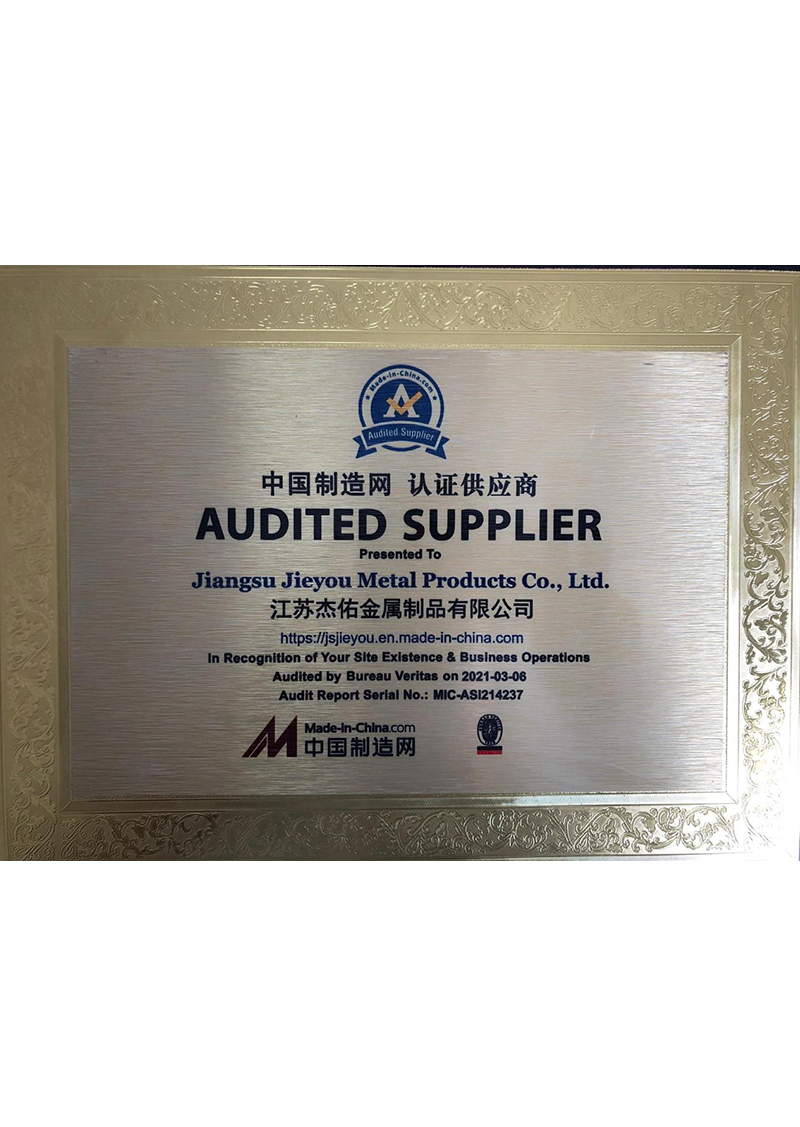 Made-in-China.com
Audited Supplier
中国制造网 认证供应商
AUDITED SUPPLIER
Presented To
Jiangsu Jieyou Metal Products Co., Ltd.
江苏杰佑金属制品有限公司
https://jsjieyou.en.made-in-china.com
In Recognition of Your Site Existence & Business Operations
Audited by Bureau Veritas on 2021-03-06
Audit Report Serial No.: MIC-ASI214237
Made-in-China.com
中国制造网